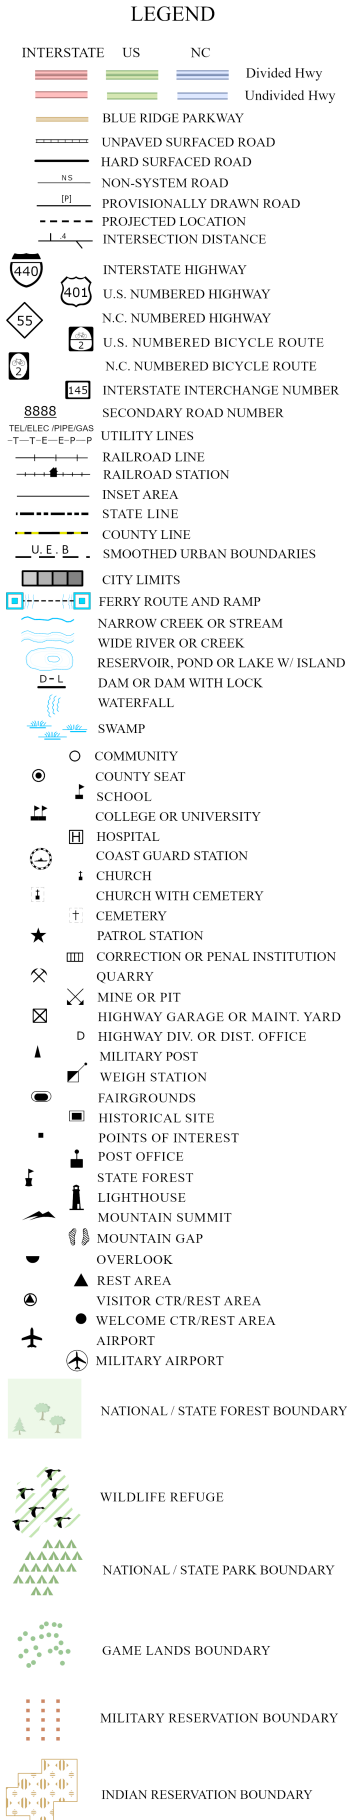 LEGEND
INTERSTATE US NC
Divided Hwy
Undivided Hwy
BLUE RIDGE PARKWAY
UNPAVED SURFACED ROAD
HARD SURFACED ROAD
NS NON-SYSTEM ROAD
[P] PROVISIONALLY DRAWN ROAD
PROJECTED LOCATION
.4 INTERSECTION DISTANCE
440 INTERSTATE HIGHWAY
401 U.S. NUMBERED HIGHWAY
55 N.C. NUMBERED HIGHWAY
2 U.S. NUMBERED BICYCLE ROUTE
2 N.C. NUMBERED BICYCLE ROUTE
145 INTERSTATE INTERCHANGE NUMBER
8888 SECONDARY ROAD NUMBER
TEL/ELEC /PIPE/GAS
–T—T—E—E—P—P UTILITY LINES
RAILROAD LINE
RAILROAD STATION
INSET AREA
STATE LINE
COUNTY LINE
U. E. B SMOOTHED URBAN BOUNDARIES
CITY LIMITS
FERRY ROUTE AND RAMP
NARROW CREEK OR STREAM
WIDE RIVER OR CREEK
RESERVOIR, POND OR LAKE W/ ISLAND
D-L DAM OR DAM WITH LOCK
WATERFALL
SWAMP
COMMUNITY
COUNTY SEAT
SCHOOL
COLLEGE OR UNIVERSITY
H HOSPITAL
COAST GUARD STATION
CHURCH
CHURCH WITH CEMETERY
CEMETERY
PATROL STATION
CORRECTION OR PENAL INSTITUTION
QUARRY
MINE OR PIT
HIGHWAY GARAGE OR MAINT. YARD
D HIGHWAY DIV. OR DIST. OFFICE
MILITARY POST
WEIGH STATION
FAIRGROUNDS
HISTORICAL SITE
POINTS OF INTEREST
POST OFFICE
STATE FOREST
LIGHTHOUSE
MOUNTAIN SUMMIT
MOUNTAIN GAP
OVERLOOK
REST AREA
VISITOR CTR/REST AREA
WELCOME CTR/REST AREA
AIRPORT
MILITARY AIRPORT
NATIONAL / STATE FOREST BOUNDARY
WILDLIFE REFUGE
NATIONAL / STATE PARK BOUNDARY
GAME LANDS BOUNDARY
MILITARY RESERVATION BOUNDARY
INDIAN RESERVATION BOUNDARY